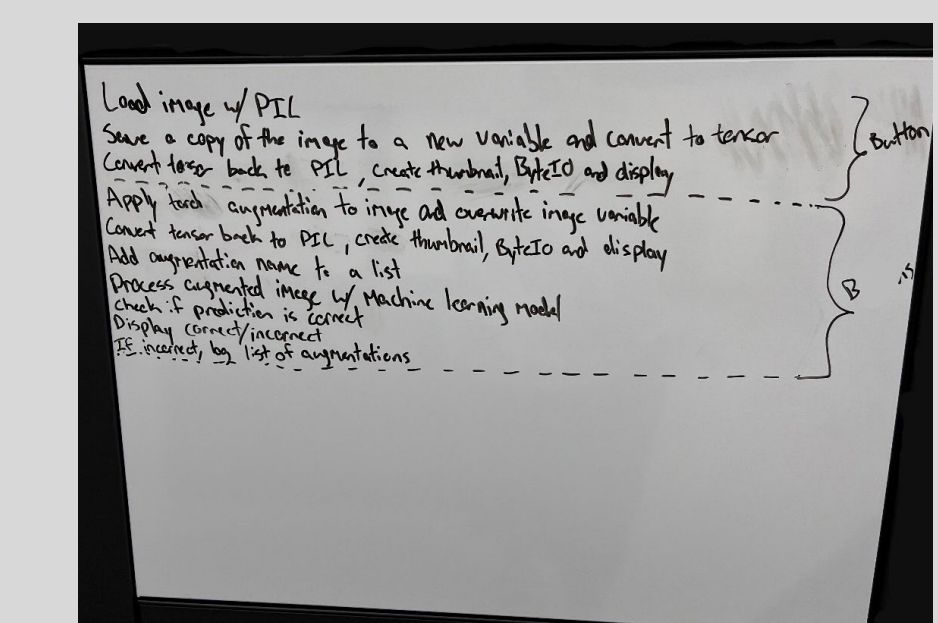 Load image w/ PIL
Save a copy of the image to a new variable and convert to tensor
Convert tensor back to PIL, create thumbnail, ByteIO and display
Button
Apply torch augmentation to image and overwrite image variable
Convert tensor back to PIL, create thumbnail, ByteIO and display
Add augmentation name to a list
Process augmented image w/ Machine learning model
check if prediction is correct
Display correct/incorrect
If incorrect, log list of augmentations
B